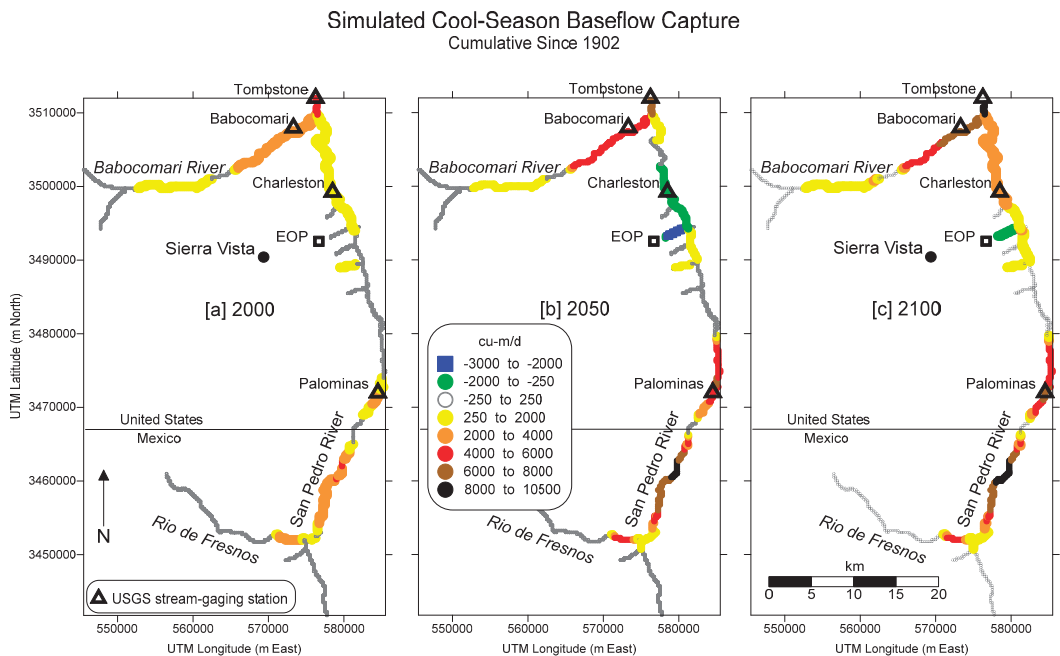 Simulated Cool-Season Baseflow Capture
Cumulative Since 1902
UTM Latitude (m North)
3510000
3500000
3490000
3480000
3470000
3460000
3450000
Tombstone
Babocomari
Babocomari River
Charleston
EOP
Sierra Vista
[a] 2000
Palominas
United States
Mexico
San Pedro River
Rio de Fresnos
N
USGS stream-gaging station
550000 560000 570000 580000
UTM Longitude (m East)
Tombstone
Babocomari
Babocomari River
Charleston
EOP
[b] 2050
cu-m/d
-3000 to -2000
-2000 to -250
-250 to 250
250 to 2000
2000 to 4000
4000 to 6000
6000 to 8000
8000 to 10500
Palominas
United States
Mexico
San Pedro River
Rio de Fresnos
550000 560000 570000 580000
UTM Longitude (m East)
Tombstone
Babocomari
Babocomari River
Charleston
EOP
Sierra Vista
[c] 2100
Palominas
United States
Mexico
San Pedro River
Rio de Fresnos
km
0 5 10 15 20
550000 560000 570000 580000
UTM Longitude (m East)